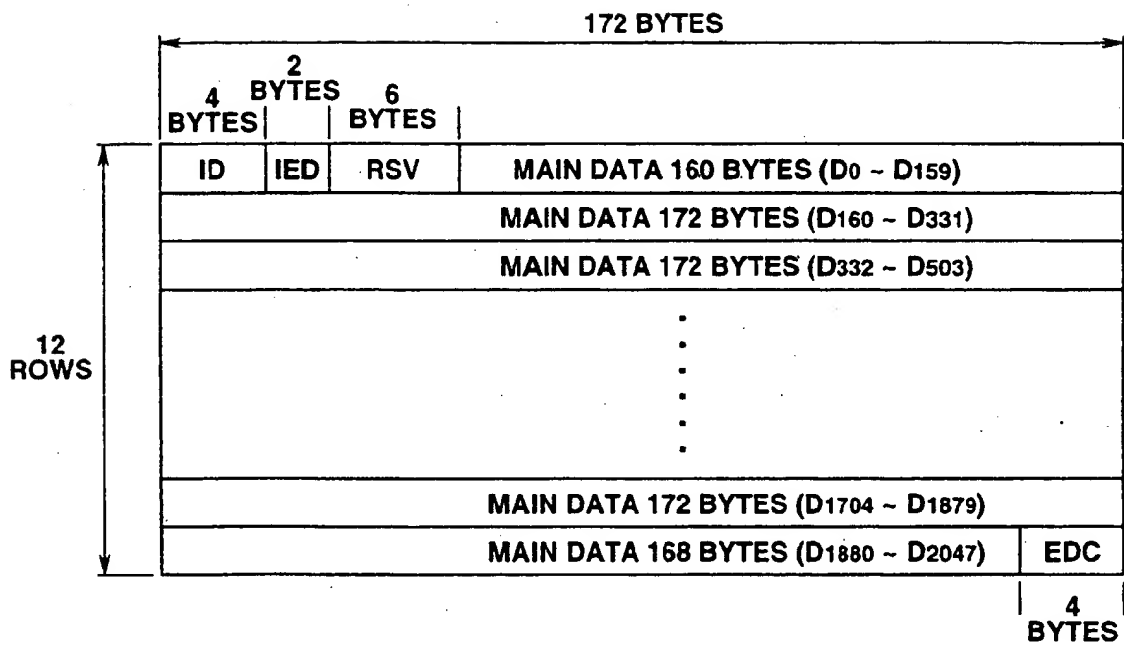 172 BYTES
2
BYTES
4
BYTES
6
BYTES
ID
IED
RSV
MAIN DATA 160 BYTES (D0 ~ D159)
MAIN DATA 172 BYTES (D160 ~ D331)
MAIN DATA 172 BYTES (D332 ~ D503)
12
ROWS
MAIN DATA 172 BYTES (D1704 ~ D1879)
MAIN DATA 168 BYTES (D1880 ~ D2047)
EDC
4
BYTES